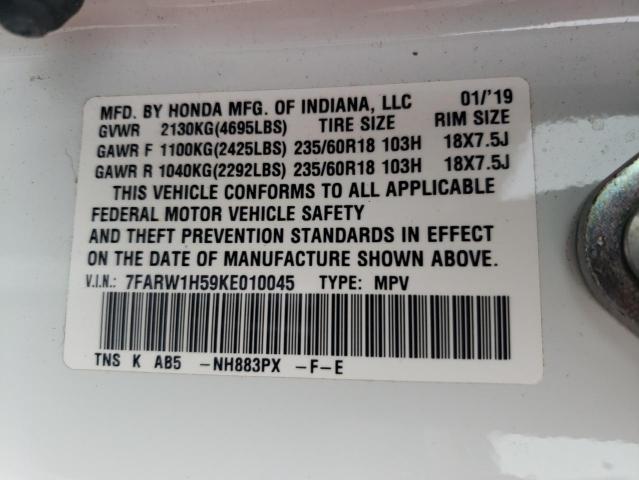 MFD. BY HONDA MFG. OF INDIANA, LLC 01/'19
GVWR 2130KG(4695LBS) TIRE SIZE RIM SIZE
GAWR F 1100KG(2425LBS) 235/60R18 103H 18X7.5J
GAWR R 1040KG(2292LBS) 235/60R18 103H 18X7.5J
THIS VEHICLE CONFORMS TO ALL APPLICABLE
FEDERAL MOTOR VEHICLE SAFETY
AND THEFT PREVENTION STANDARDS IN EFFECT
ON THE DATE OF MANUFACTURE SHOWN ABOVE.
V.I.N.: 7FARW1H59KE010045 TYPE: MPV
TNS K AB5 -NH883PX -F-E